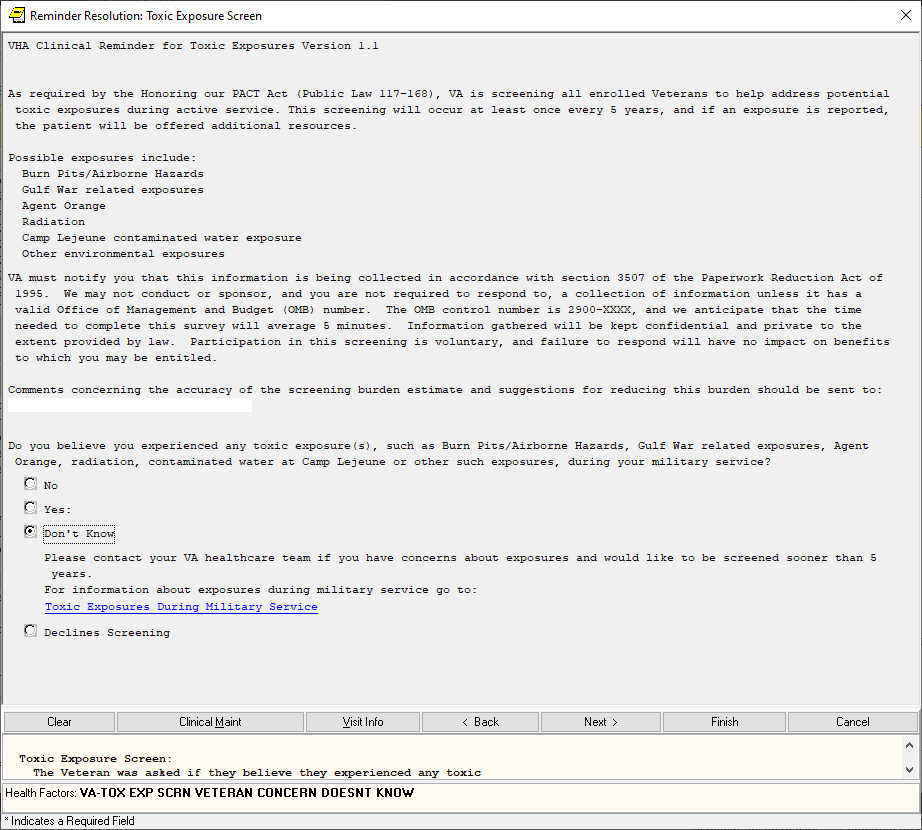 Reminder Resolution: Toxic Exposure Screen
VHA Clinical Reminder for Toxic Exposures Version 1.1
As required by the Honoring our PACT Act (Public Law 117-168), VA is screening all enrolled Veterans to help address potential
toxic exposures during active service. This screening will occur at least once every 5 years, and if an exposure is reported,
the patient will be offered additional resources.
Possible exposures include:
Burn Pits/Airborne Hazards
Gulf War related exposures
Agent Orange
Radiation
Camp Lejeune contaminated water exposure
Other environmental exposures
VA must notify you that this information is being collected in accordance with section 3507 of the Paperwork Reduction Act of
1995.  We may not conduct or sponsor, and you are not required to respond to, a collection of information unless it has a
valid Office of Management and Budget (OMB) number.  The OMB control number is 2900-XXXX, and we anticipate that the time
needed to complete this survey will average 5 minutes.  Information gathered will be kept confidential and private to the
extent provided by law.  Participation in this screening is voluntary, and failure to respond will have no impact on benefits
to which you may be entitled.
Comments concerning the accuracy of the screening burden estimate and suggestions for reducing this burden should be sent to:
Do you believe you experienced any toxic exposure(s), such as Burn Pits/Airborne Hazards, Gulf War related exposures, Agent
Orange, radiation, contaminated water at Camp Lejeune or other such exposures, during your military service?
No
Yes:
Don't Know
Please contact your VA healthcare team if you have concerns about exposures and would like to be screened sooner than 5
years.
For information about exposures during military service go to:
Toxic Exposures During Military Service
Declines Screening
Clear Clinical Maint Visit Info < Back Next > Finish Cancel
Toxic Exposure Screen:
The Veteran was asked if they believe they experienced any toxic
Health Factors: VA-TOX EXP SCRN VETERAN CONCERN DOESNT KNOW
* Indicates a Required Field